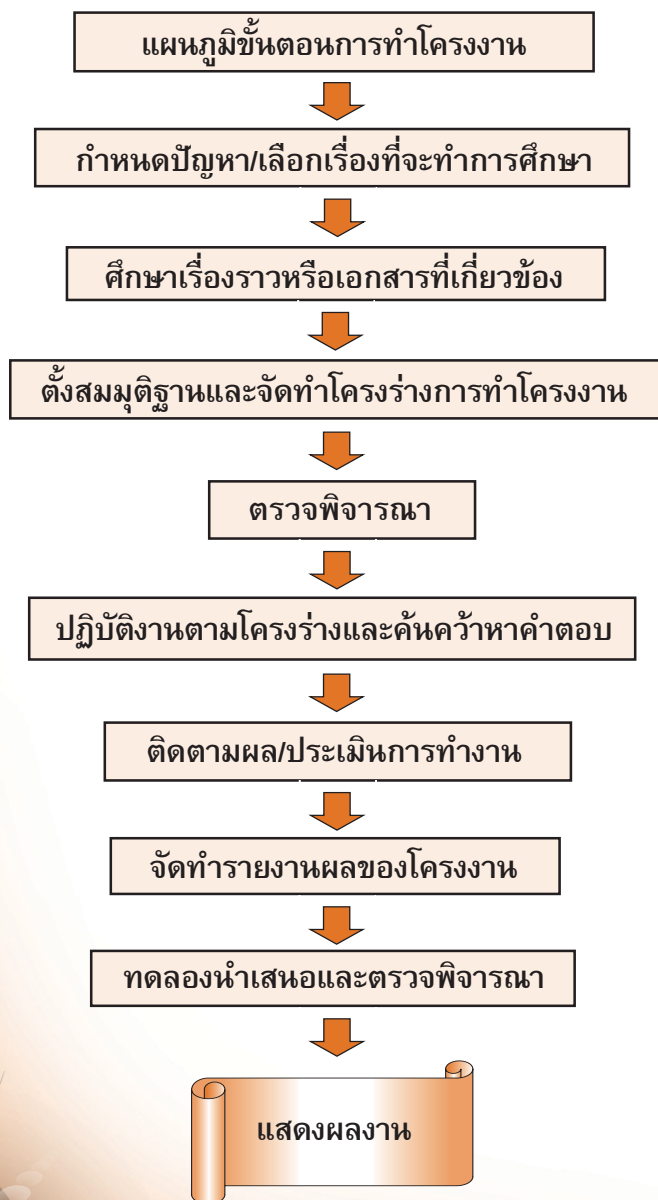 แผนภูมิขั้นตอนการทำโครงงาน
กำหนดปัญหา/เลือกเรื่องที่จะทำการศึกษา
ศึกษาเรื่องราวหรือเอกสารที่เกี่ยวข้อง
ตั้งสมมุติฐานและจัดทำโครงร่างการทำโครงงาน
ตรวจพิจารณา
ปฏิบัติงานตามโครงร่างและค้นคว้าหาคำตอบ
ติดตามผล/ประเมินการทำงาน
จัดทำรายงานผลของโครงงาน
ทดลองนำเสนอและตรวจพิจารณา
แสดงผลงาน